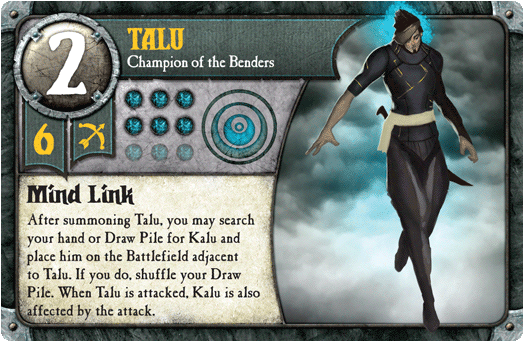 2
TALU
Champion of the Benders
6
Mind Link
After summoning Talu, you may search
your hand or Draw Pile for Kalu and
place him on the Battlefield adjacent
to Talu. If you do, shuffle your Draw
Pile. When Talu is attacked, Kalu is also
affected by the attack.